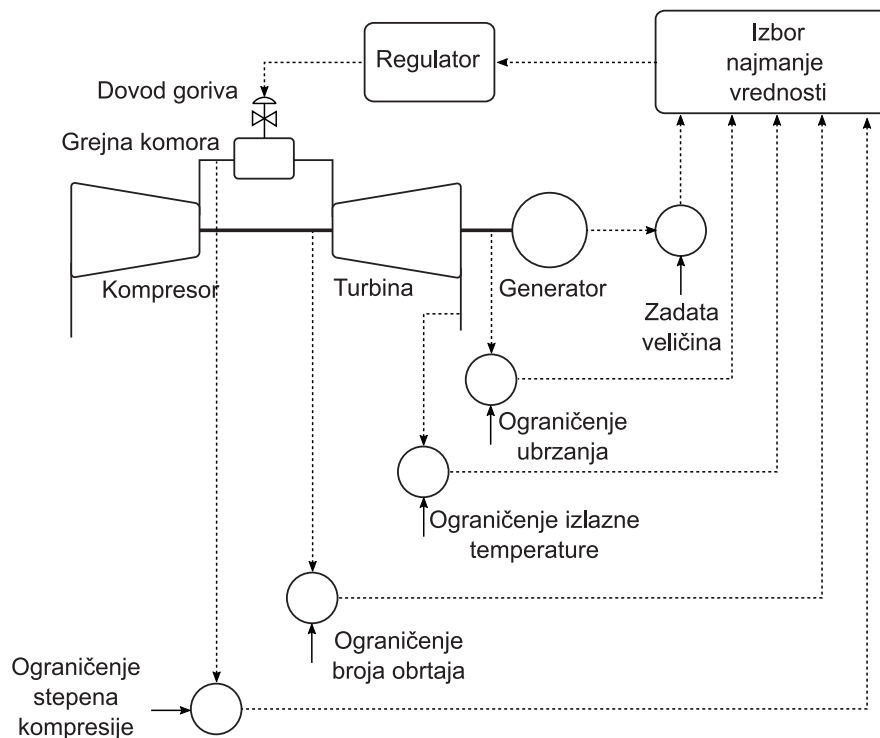 Izbor
najmanje
vrednosti
Regulator
Dovod goriva
Grejna komora
Kompresor
Turbina
Generator
Zadata
veličina
Ograničenje
ubrzanja
Ograničenje izlazne
temperature
Ograničenje
broja obrtaja
Ograničenje
stepena
kompresije